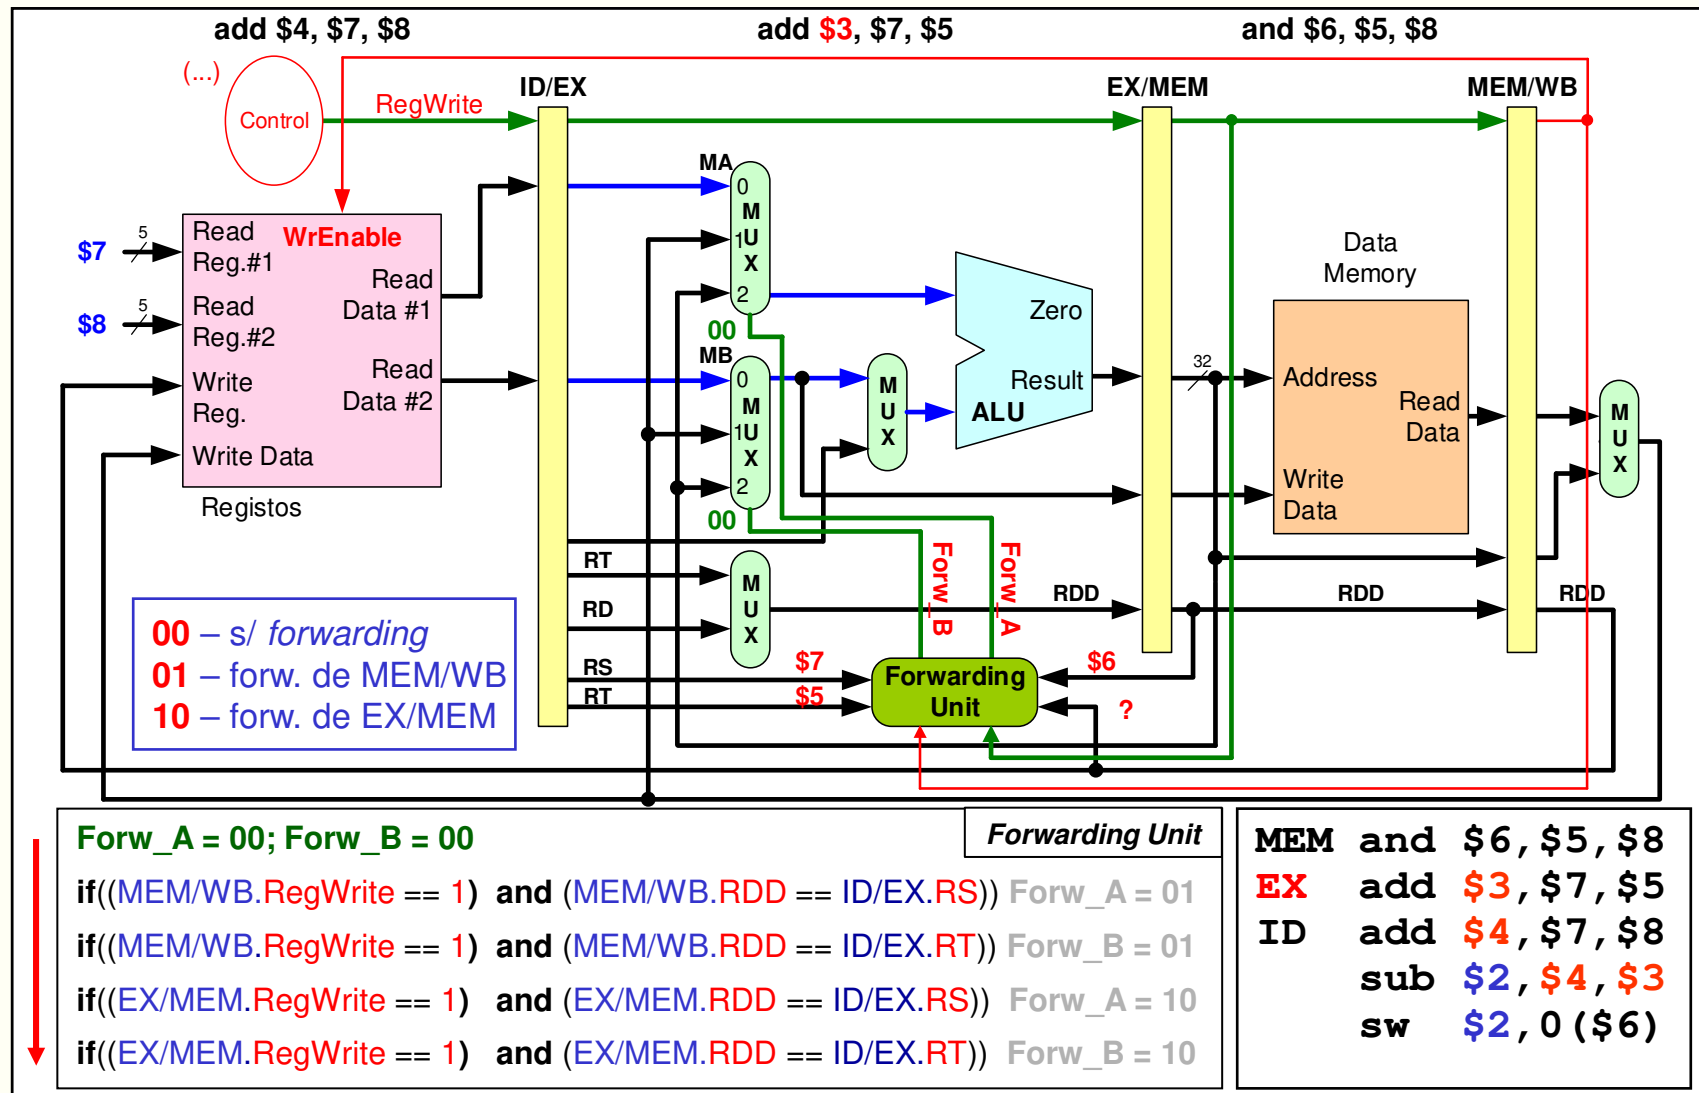 add $4, $7, $8
add $3, $7, $5
and $6, $5, $8
(...)
ID/EX
EX/MEM
MEM/WB
Control
RegWrite
MA
0
M
1U
X
2
00
$7
5
Read
Reg.#1
WrEnable
Read
Data #1
$8
5
Read
Reg.#2
Read
Data #2
Write
Reg.
Write Data
Registos
MB
0
M
1U
X
2
00
M
U
X
Zero
Result
ALU
32
Data
Memory
Address
Read
Data
Write
Data
M
U
X
RT
RD
M
U
X
Forw_B
Forw_A
RDD
RDD
RDD
RS
$7
RT
$5
Forwarding
Unit
$6
?
00 – s/ forwarding
01 – forw. de MEM/WB
10 – forw. de EX/MEM
Forw_A = 00; Forw_B = 00
Forwarding Unit
if((MEM/WB.RegWrite == 1) and (MEM/WB.RDD == ID/EX.RS)) Forw_A = 01
if((MEM/WB.RegWrite == 1) and (MEM/WB.RDD == ID/EX.RT)) Forw_B = 01
if((EX/MEM.RegWrite == 1) and (EX/MEM.RDD == ID/EX.RS)) Forw_A = 10
if((EX/MEM.RegWrite == 1) and (EX/MEM.RDD == ID/EX.RT)) Forw_B = 10
MEM and $6,$5,$8
EX add $3,$7,$5
ID add $4,$7,$8
sub $2,$4,$3
sw $2,0($6)